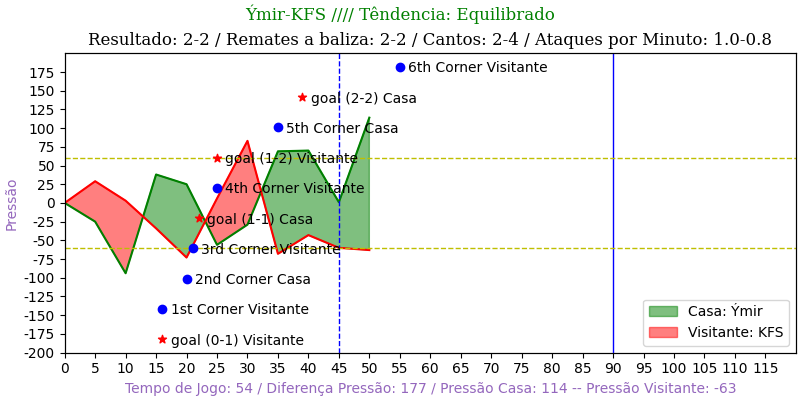 Ýmir-KFS //// Têndencia: Equilibrado
Resultado: 2-2 / Remates a baliza: 2-2 / Cantos: 2-4 / Ataques por Minuto: 1.0-0.8
Pressão
175
150
125
100
75
50
25
0
-25
-50
-75
-100
-125
-150
-175
-200
6th Corner Visitante
goal (2-2) Casa
5th Corner Casa
goal (1-2) Visitante
4th Corner Visitante
goal (1-1) Casa
3rd Corner Visitante
2nd Corner Casa
1st Corner Visitante
goal (0-1) Visitante
Casa: Ýmir
Visitante: KFS
0 5 10 15 20 25 30 35 40 45 50 55 60 65 70 75 80 85 90 95 100 105 110 115
Tempo de Jogo: 54 / Diferença Pressão: 177 / Pressão Casa: 114 -- Pressão Visitante: -63